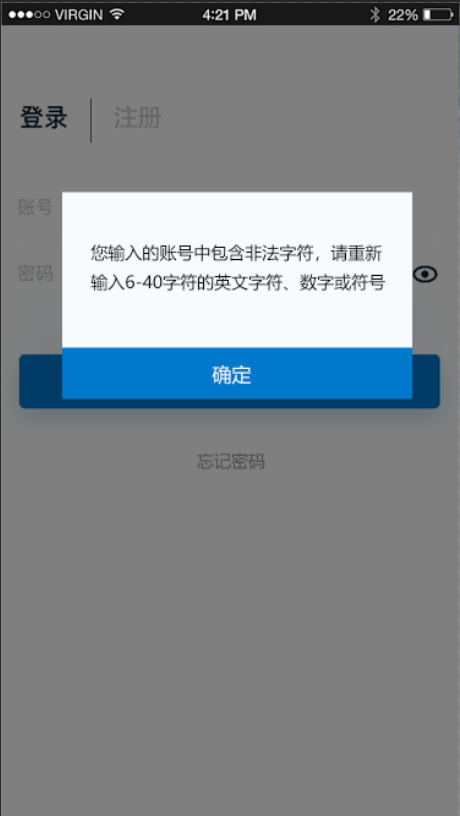 VIRGIN 4:21 PM 22%
登录 注册
账号
您输入的账号中包含非法字符，请重新
输入6-40字符的英文字符、数字或符号
密码
确定
忘记密码